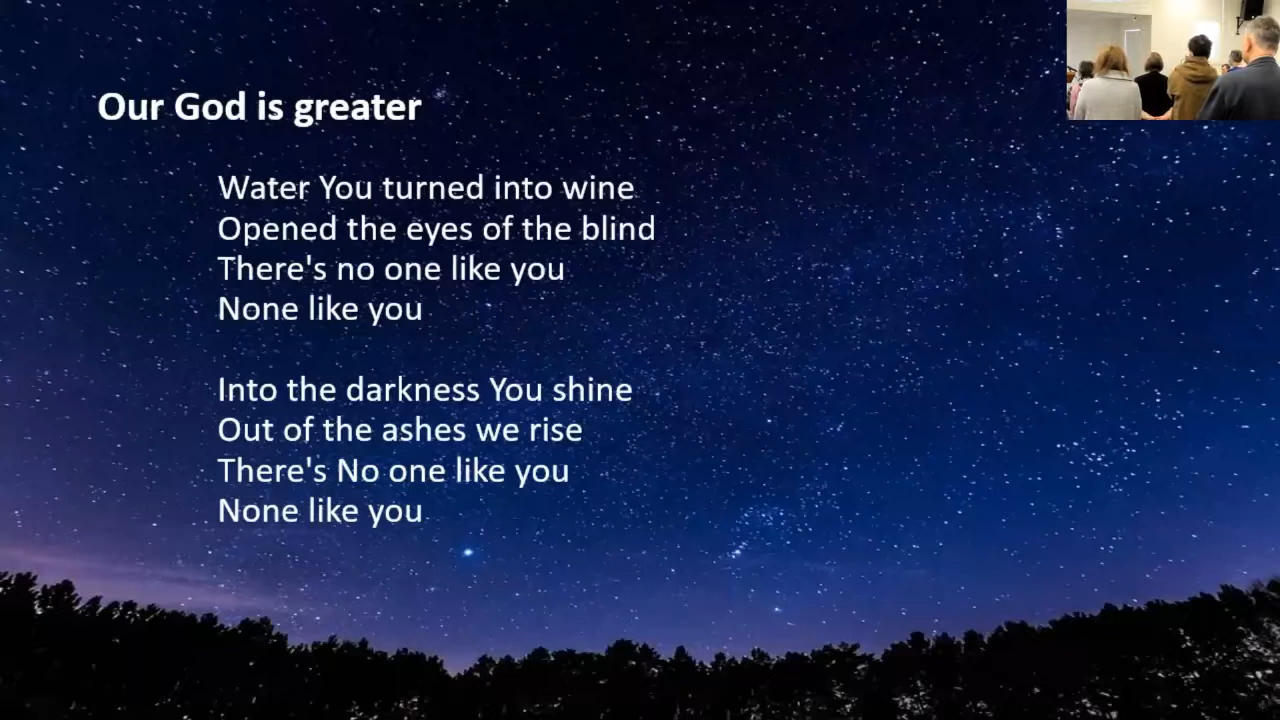 Our God is greater
Water You turned into wine
Opened the eyes of the blind
There's no one like you
None like you
Into the darkness You shine
Out of the ashes we rise
There's No one like you
None like you